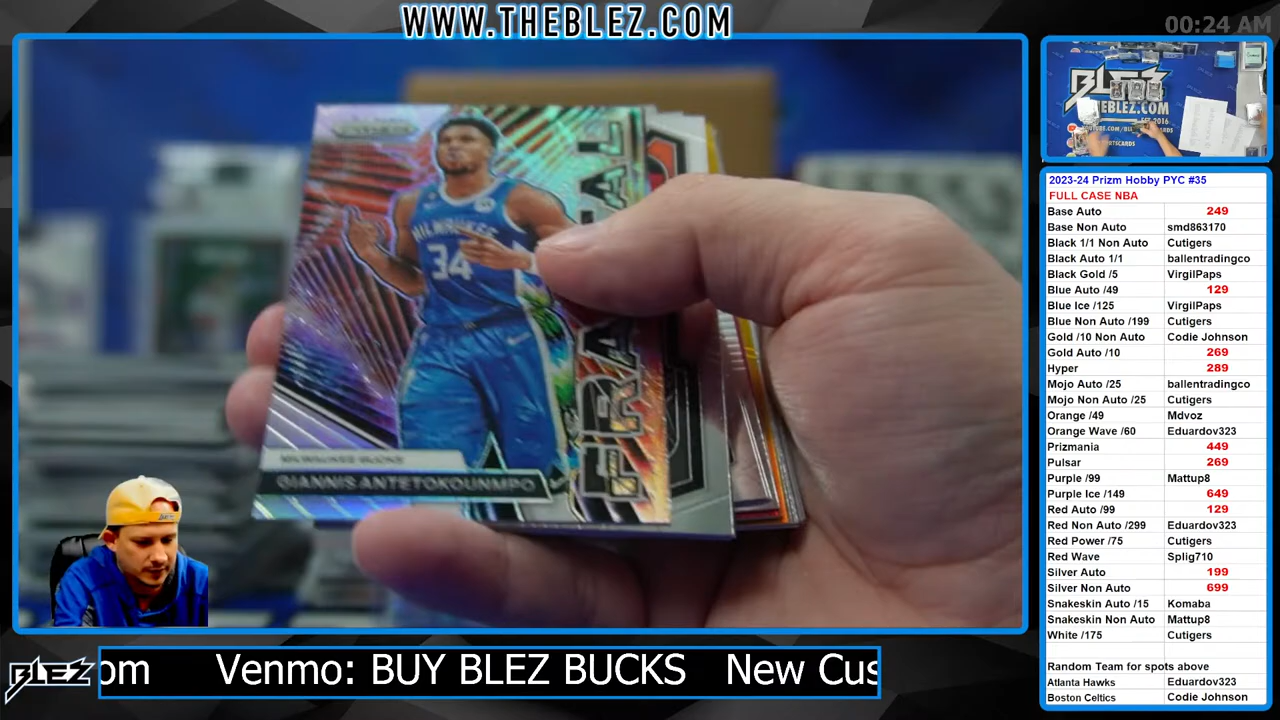 WWW.THEBLEZ.COM
00:24 AM
BLEZ
THEBLEZ.COM
MILWAUKEE
34
MILWAUKEE BUCKS
GIANNIS ANTETOKOUNMPO
2023-24 Prizm Hobby PYC #35
FULL CASE NBA
Base Auto 249
Base Non Auto smd863170
Black 1/1 Non Auto Cutigers
Black Auto 1/1 ballentradingco
Black Gold /5 VirgilPaps
Blue Auto /49 129
Blue Ice /125 VirgilPaps
Blue Non Auto /199 Cutigers
Gold /10 Non Auto Codie Johnson
Gold Auto /10 269
Hyper 289
Mojo Auto /25 ballentradingco
Mojo Non Auto /25 Cutigers
Orange /49 Mdvoz
Orange Wave /60 Eduardov323
Prizmania 449
Pulsar 269
Purple /99 Mattup8
Purple Ice /149 649
Red Auto /99 129
Red Non Auto /299 Eduardov323
Red Power /75 Cutigers
Red Wave Splig710
Silver Auto 199
Silver Non Auto 699
Snakeskin Auto /15 Komaba
Snakeskin Non Auto Mattup8
White /175 Cutigers
Random Team for spots above
Atlanta Hawks Eduardov323
Boston Celtics Codie Johnson
BLEZ
om Venmo: BUY BLEZ BUCKS New Cus